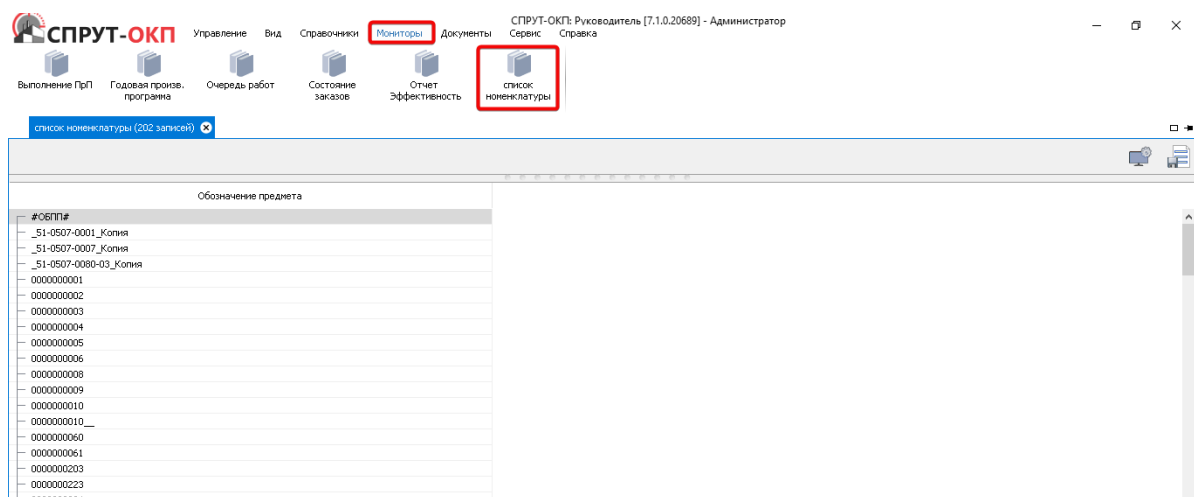 СПРУТ-ОКП: Руководитель [7.1.0.20689] - Администратор
СПРУТ-ОКП
Управление Вид Справочники Мониторы Документы Сервис Справка
Выполнение ПрП Годовая произв. Очередь работ Состояние Отчет список
программа заказов Эффективность номенклатуры
список номенклатуры (202 записей)
Обозначение предмета
#ОБПП#
_51-0507-0001_Копия
_51-0507-0007_Копия
_51-0507-0080-03_Копия
0000000001
0000000002
0000000003
0000000004
0000000005
0000000006
0000000008
0000000009
0000000010
0000000010__
0000000060
0000000061
0000000203
0000000223